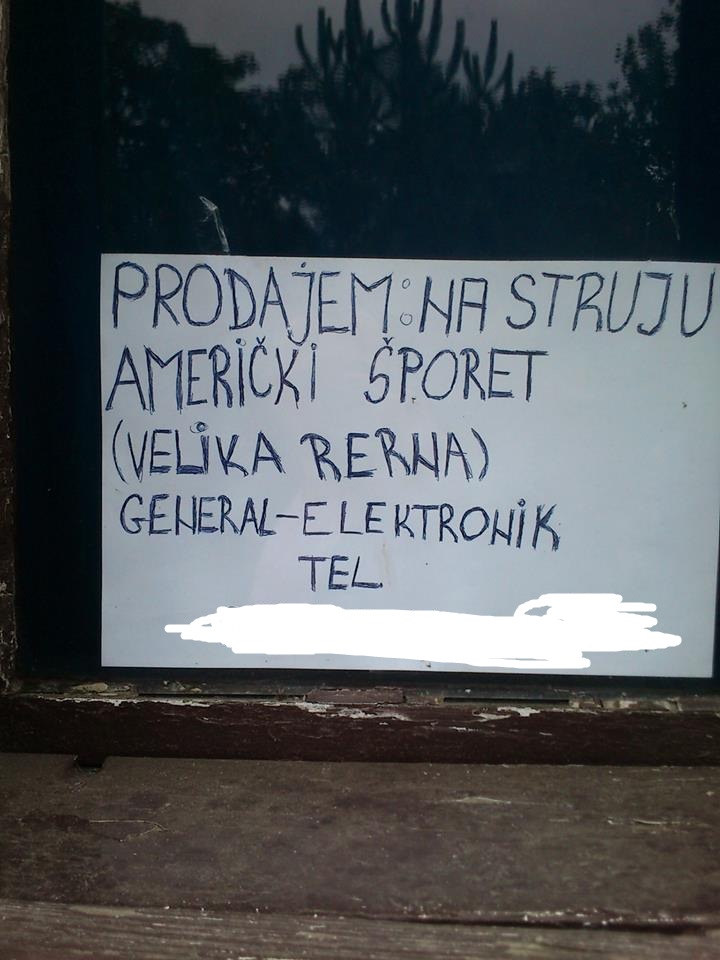 PRODAJEM: NA STRUJU
AMERIČKI ŠPORET
(VELIKA RERNA)
GENERAL-ELEKTRONIK
TEL